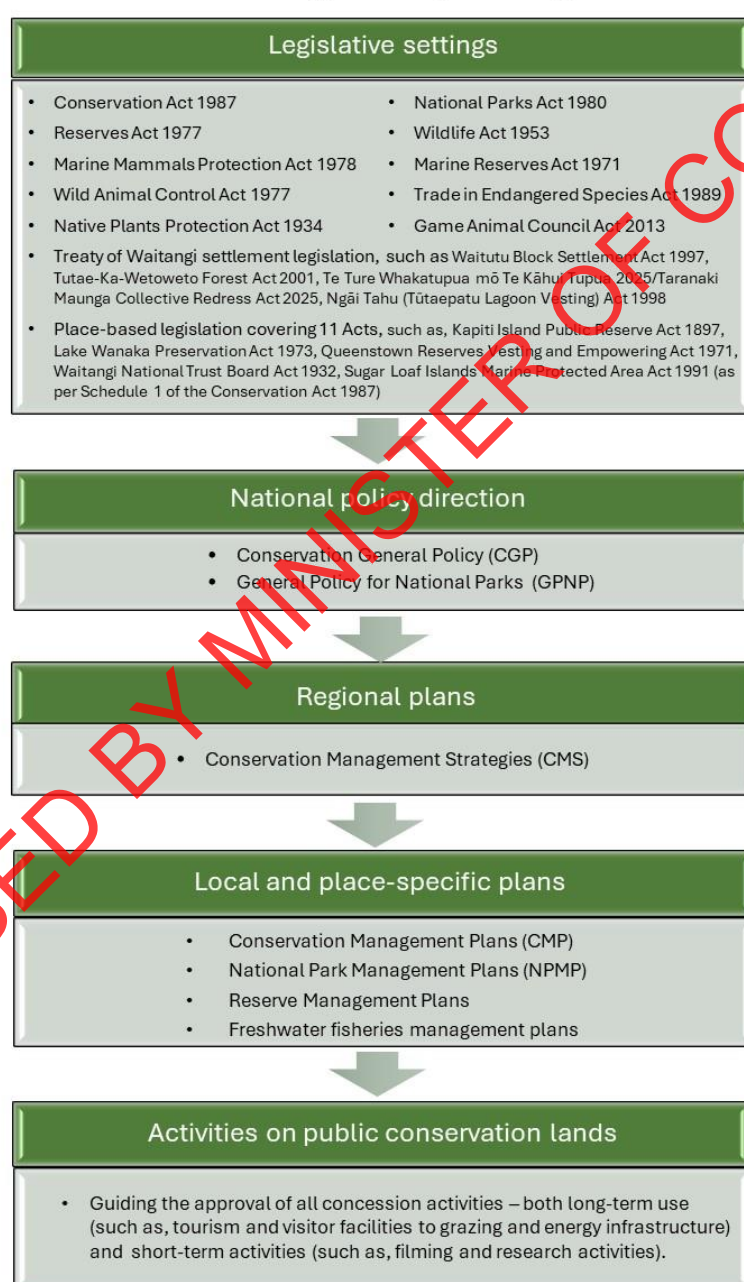 Legislative settings
• Conservation Act 1987
• Reserves Act 1977
• Marine Mammals Protection Act 1978
• Wild Animal Control Act 1977
• Native Plants Protection Act 1934
• National Parks Act 1980
• Wildlife Act 1953
• Marine Reserves Act 1971
• Trade in Endangered Species Act 1989
• Game Animal Council Act 2013
• Treaty of Waitangi settlement legislation, such as Waitutu Block Settlement Act 1997,
Tutae-Ka-Wetoweto Forest Act 2001, Te Ture Whakatupua mō Te Kāhui Tupua 2025/Taranaki
Maunga Collective Redress Act 2025, Ngāi Tahu (Tūtaepatu Lagoon Vesting) Act 1998
• Place-based legislation covering 11 Acts, such as, Kapiti Island Public Reserve Act 1897,
Lake Wanaka Preservation Act 1973, Queenstown Reserves Vesting and Empowering Act 1971,
Waitangi National Trust Board Act 1932, Sugar Loaf Islands Marine Protected Area Act 1991 (as
per Schedule 1 of the Conservation Act 1987)
National policy direction
• Conservation General Policy (CGP)
• General Policy for National Parks (GPNP)
Regional plans
• Conservation Management Strategies (CMS)
Local and place-specific plans
• Conservation Management Plans (CMP)
• National Park Management Plans (NPMP)
• Reserve Management Plans
• Freshwater fisheries management plans
Activities on public conservation lands
• Guiding the approval of all concession activities – both long-term use
(such as, tourism and visitor facilities to grazing and energy infrastructure)
and short-term activities (such as, filming and research activities).
SED BY MINISTER OF CO